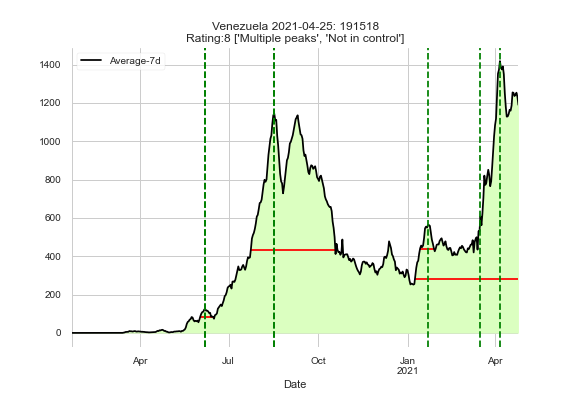 Venezuela 2021-04-25: 191518
Rating:8 ['Multiple peaks', 'Not in control']
Average-7d
1400
1200
1000
800
600
400
200
0
Apr
Jul
Oct
Jan
2021
Apr
Date